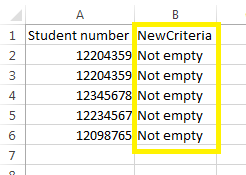 A B
1 Student number NewCriteria
2 12204359 Not empty
3 12204359 Not empty
4 12345678 Not empty
5 12234567 Not empty
6 12098765 Not empty
7
8